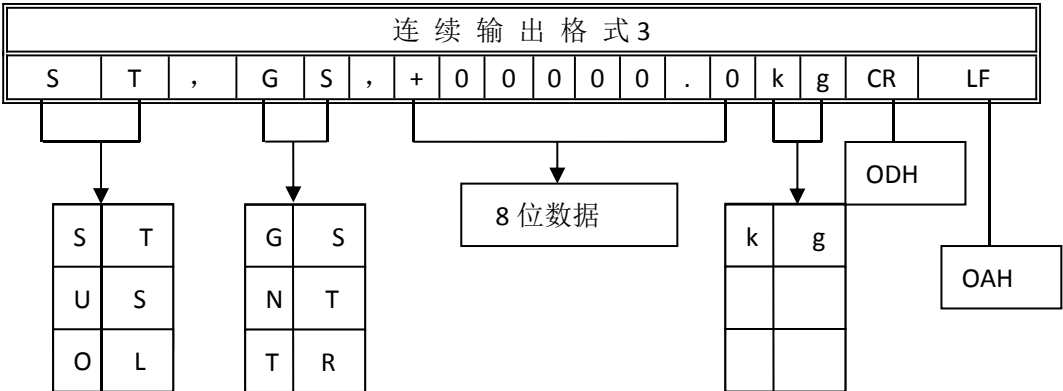 连 续 输 出 格 式 3
S T , G S , + 0 0 0 0 0 . 0 k g CR LF
ODH
8 位数据
S T G S k g
OAH
U S N T
O L T R